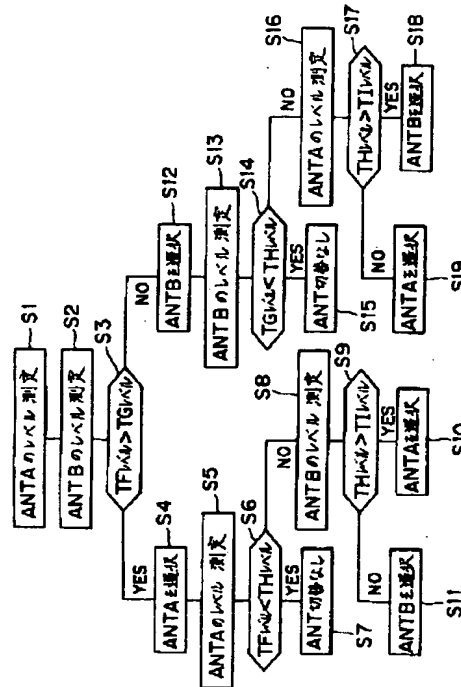 ANTAのレベル測定
S1
ANTBのレベル測定
S2
TFレベル>TGレベル
S3
YES
NO
ANTAを選択
S4
ANTAのレベル 測定
S5
TFレベル<THレベル
S6
YES
NO
ANT切替なし
S7
ANTBのレベル 測定
S8
THレベル>TIレベル
S9
YES
NO
ANTAを選択
S10
ANTBを選択
S11
ANTBを選択
S12
ANTBのレベル 測定
S13
TGレベル<THレベル
S14
YES
NO
ANT切替なし
S15
ANTAのレベル 測定
S16
THレベル>TIレベル
S17
YES
NO
ANTBを選択
S18
ANTAを選択
S19